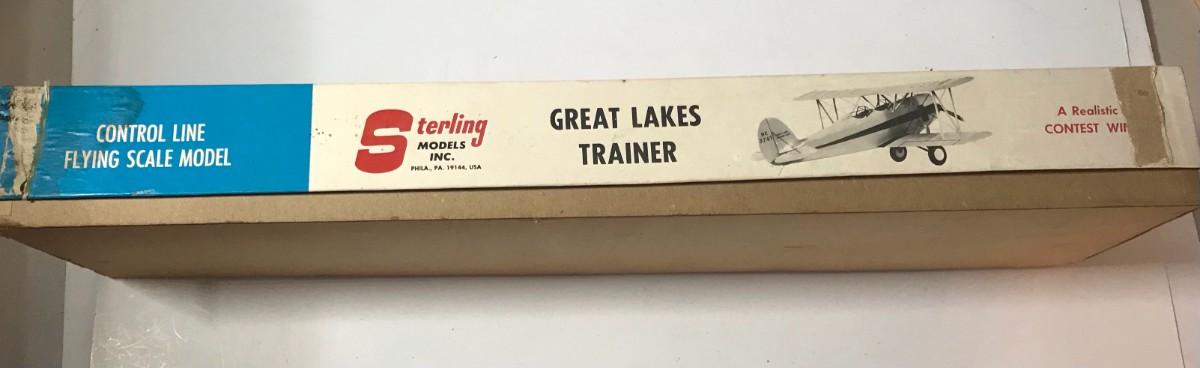 CONTROL LINE
FLYING SCALE MODEL
Sterling
MODELS
INC.
PHILA., PA. 19144, USA
GREAT LAKES
TRAINER
A Realistic
CONTEST